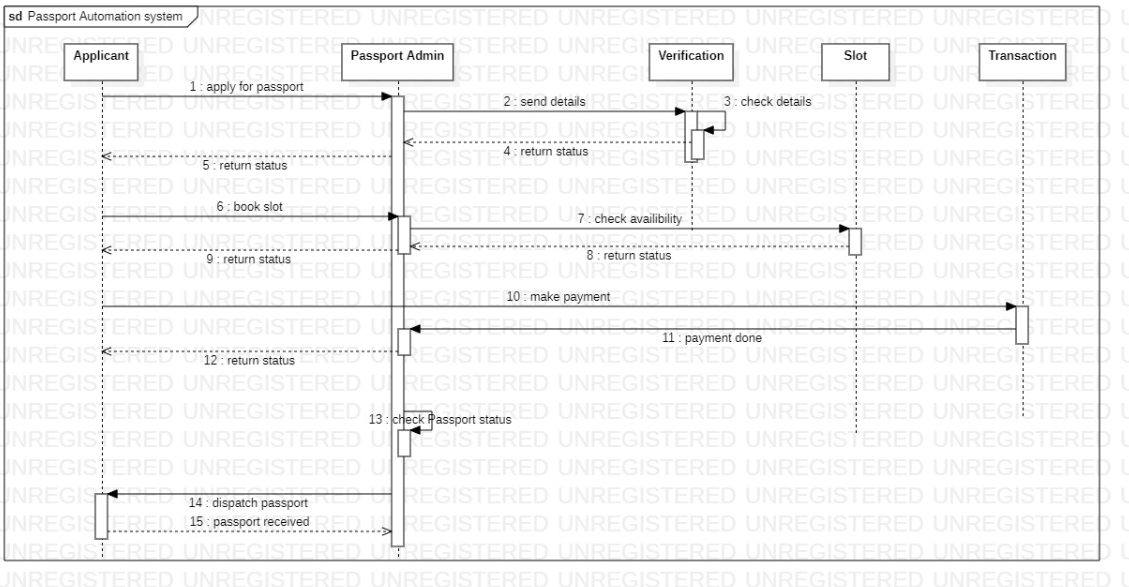 sd Passport Automation system
Applicant
Passport Admin
Verification
Slot
Transaction
1 : apply for passport
2 : send details
3 : check details
4 : return status
5 : return status
6 : book slot
7 : check availibility
8 : return status
9 : return status
10 : make payment
11 : payment done
12 : return status
13 : check Passport status
14 : dispatch passport
15 : passport received
UNREGISTERED